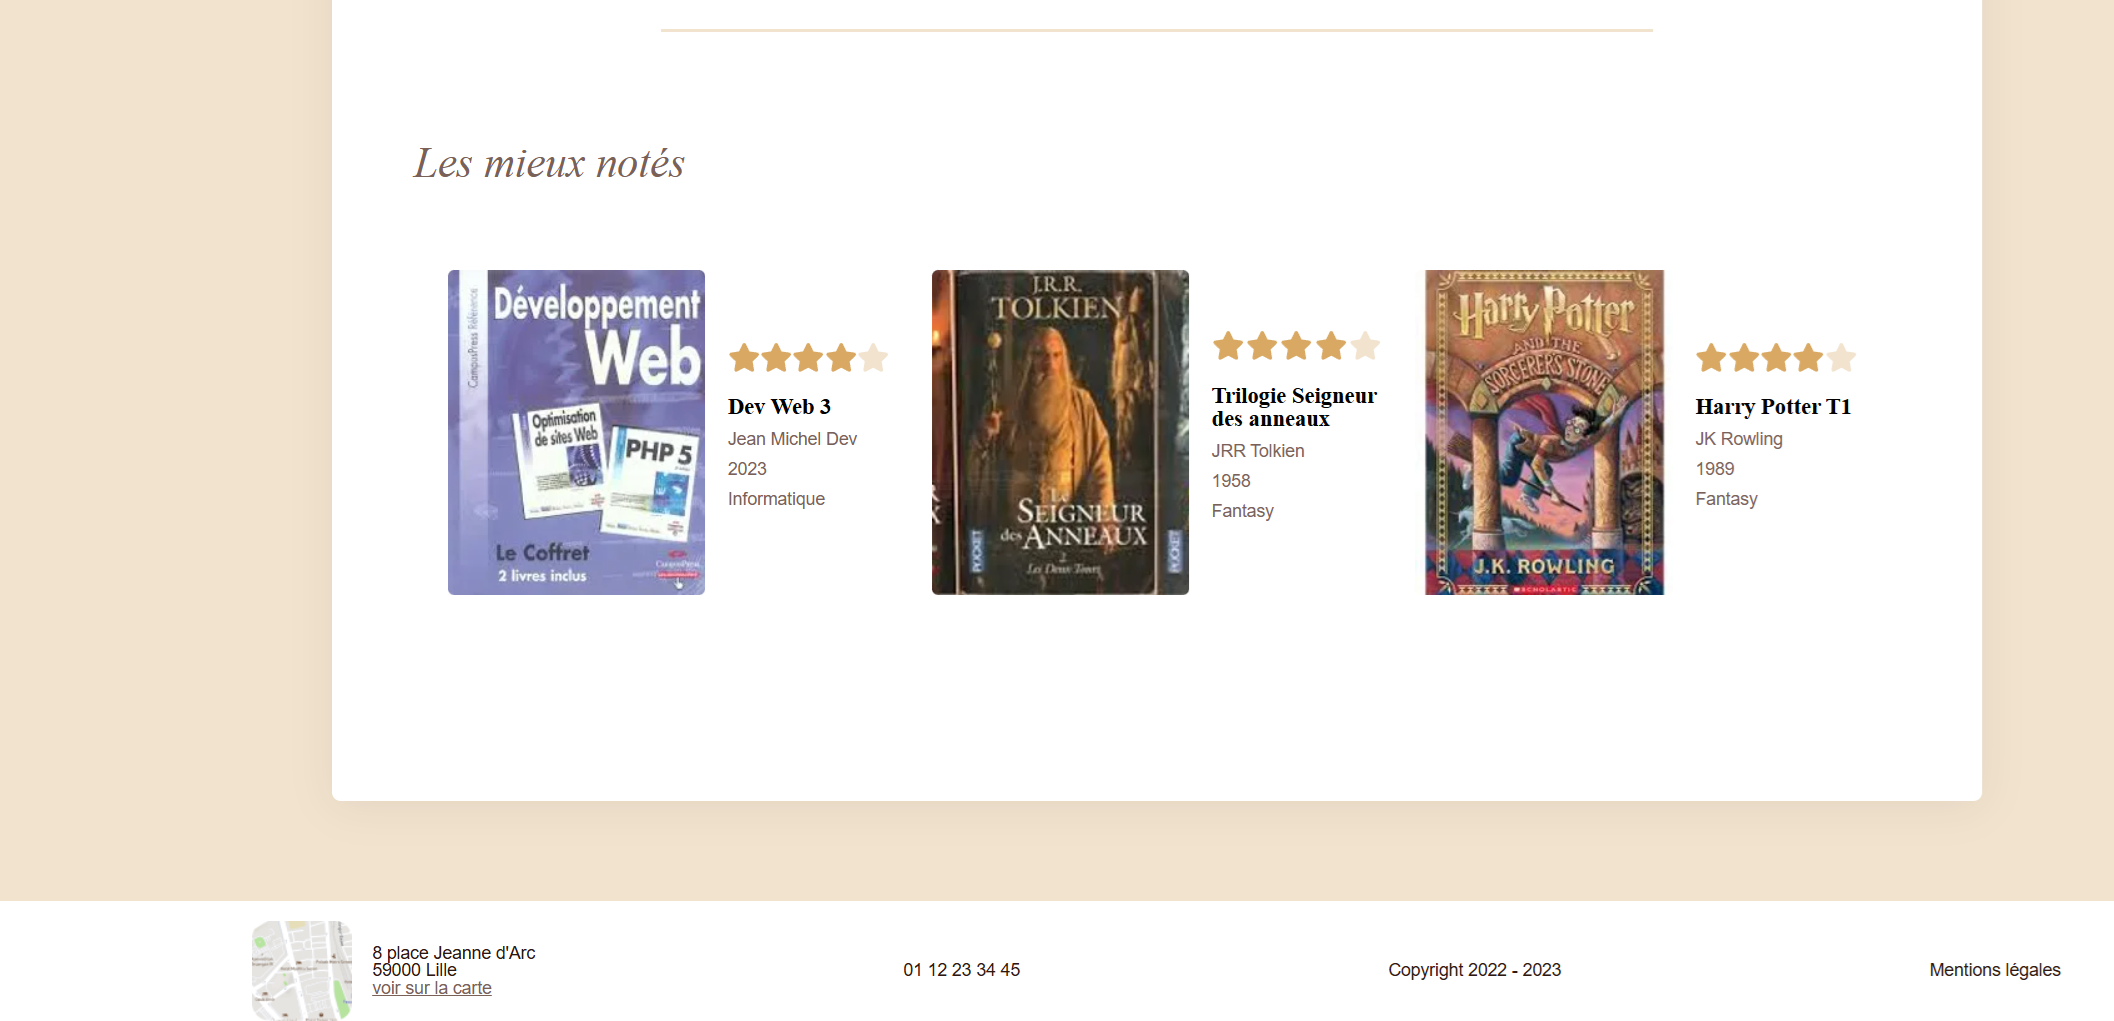 Les mieux notés
CampusPress Référence
Développement
Web
Optimisation
de sites Web
PHP 5
Le Coffret
2 livres inclus
CampusPress
Dev Web 3
Jean Michel Dev
2023
Informatique
J.R.R.
TOLKIEN
Le
SEIGNEUR
des ANNEAUX
2
Les Deux Tours
POCKET
POCKET
Trilogie Seigneur
des anneaux
JRR Tolkien
1958
Fantasy
Harry Potter
AND THE
SORCERER'S STONE
J.K. ROWLING
SCHOLASTIC
Harry Potter T1
JK Rowling
1989
Fantasy
8 place Jeanne d'Arc
59000 Lille
voir sur la carte
01 12 23 34 45
Copyright 2022 - 2023
Mentions légales